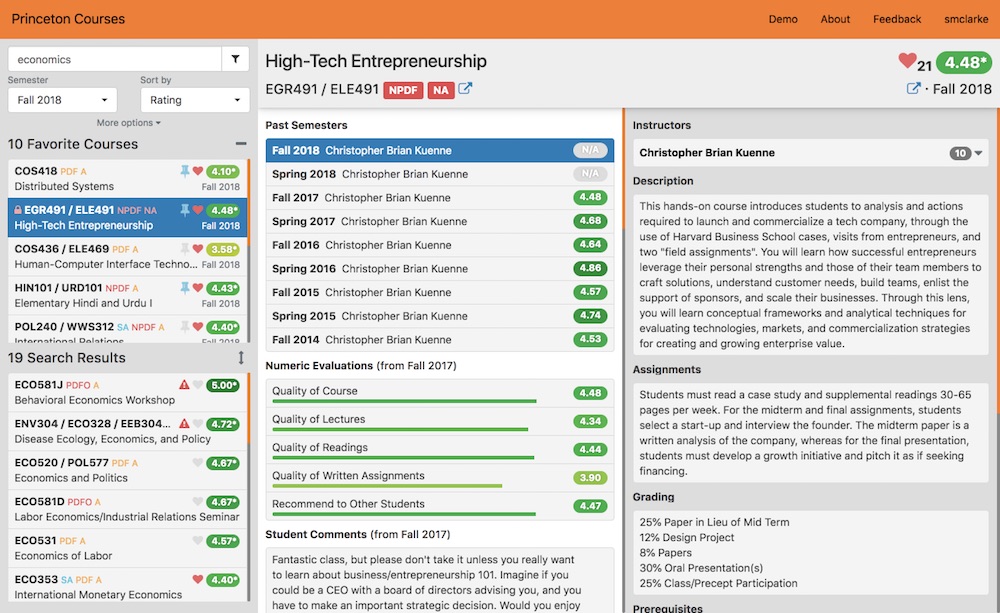 Princeton Courses
Demo About Feedback smclarke
economics
Semester Sort by
Fall 2018 Rating
More options
10 Favorite Courses
COS418 PDF A 4.10*
Distributed Systems Fall 2018
EGR491 / ELE491 NPDF NA 4.48*
High-Tech Entrepreneurship Fall 2018
COS436 / ELE469 PDF A 3.58*
Human-Computer Interface Techno... Fall 2018
HIN101 / URD101 NPDF A 4.43*
Elementary Hindi and Urdu I Fall 2018
POL240 / WWS312 SA NPDF A 4.40*
International Relations Fall 2018
19 Search Results
ECO581J PDFO A 5.00*
Behavioral Economics Workshop
ENV304 / ECO328 / EEB304... 4.72*
Disease Ecology, Economics, and Policy
ECO520 / POL577 PDF A 4.67*
Economics and Politics
ECO581D PDFO A 4.67*
Labor Economics/Industrial Relations Seminar
ECO531 PDF A 4.57*
Economics of Labor
ECO353 SA PDF A 4.40*
International Monetary Economics
High-Tech Entrepreneurship
21 4.48*
EGR491 / ELE491 NPDF NA
· Fall 2018
Past Semesters
Fall 2018 Christopher Brian Kuenne N/A
Spring 2018 Christopher Brian Kuenne N/A
Fall 2017 Christopher Brian Kuenne 4.48
Spring 2017 Christopher Brian Kuenne 4.68
Fall 2016 Christopher Brian Kuenne 4.64
Spring 2016 Christopher Brian Kuenne 4.86
Fall 2015 Christopher Brian Kuenne 4.57
Spring 2015 Christopher Brian Kuenne 4.74
Fall 2014 Christopher Brian Kuenne 4.53
Numeric Evaluations (from Fall 2017)
Quality of Course 4.48
Quality of Lectures 4.34
Quality of Readings 4.44
Quality of Written Assignments 3.90
Recommend to Other Students 4.47
Student Comments (from Fall 2017)
Fantastic class, but please don't take it unless you really want
to learn about business/entrepreneurship 101. Imagine if you
could be a CEO with a board of directors advising you, and you
have to make an important strategic decision. Would you enjoy
Instructors
Christopher Brian Kuenne 10
Description
This hands-on course introduces students to analysis and actions
required to launch and commercialize a tech company, through the
use of Harvard Business School cases, visits from entrepreneurs, and
two "field assignments". You will learn how successful entrepreneurs
leverage their personal strengths and those of their team members to
craft solutions, understand customer needs, build teams, enlist the
support of sponsors, and scale their businesses. Through this lens,
you will learn conceptual frameworks and analytical techniques for
evaluating technologies, markets, and commercialization strategies
for creating and growing enterprise value.
Assignments
Students must read a case study and supplemental readings 30-65
pages per week. For the midterm and final assignments, students
select a start-up and interview the founder. The midterm paper is a
written analysis of the company, whereas for the final presentation,
students must develop a growth initiative and pitch it as if seeking
financing.
Grading
25% Paper in Lieu of Mid Term
12% Design Project
8% Papers
30% Oral Presentation(s)
25% Class/Precept Participation
Prerequisites